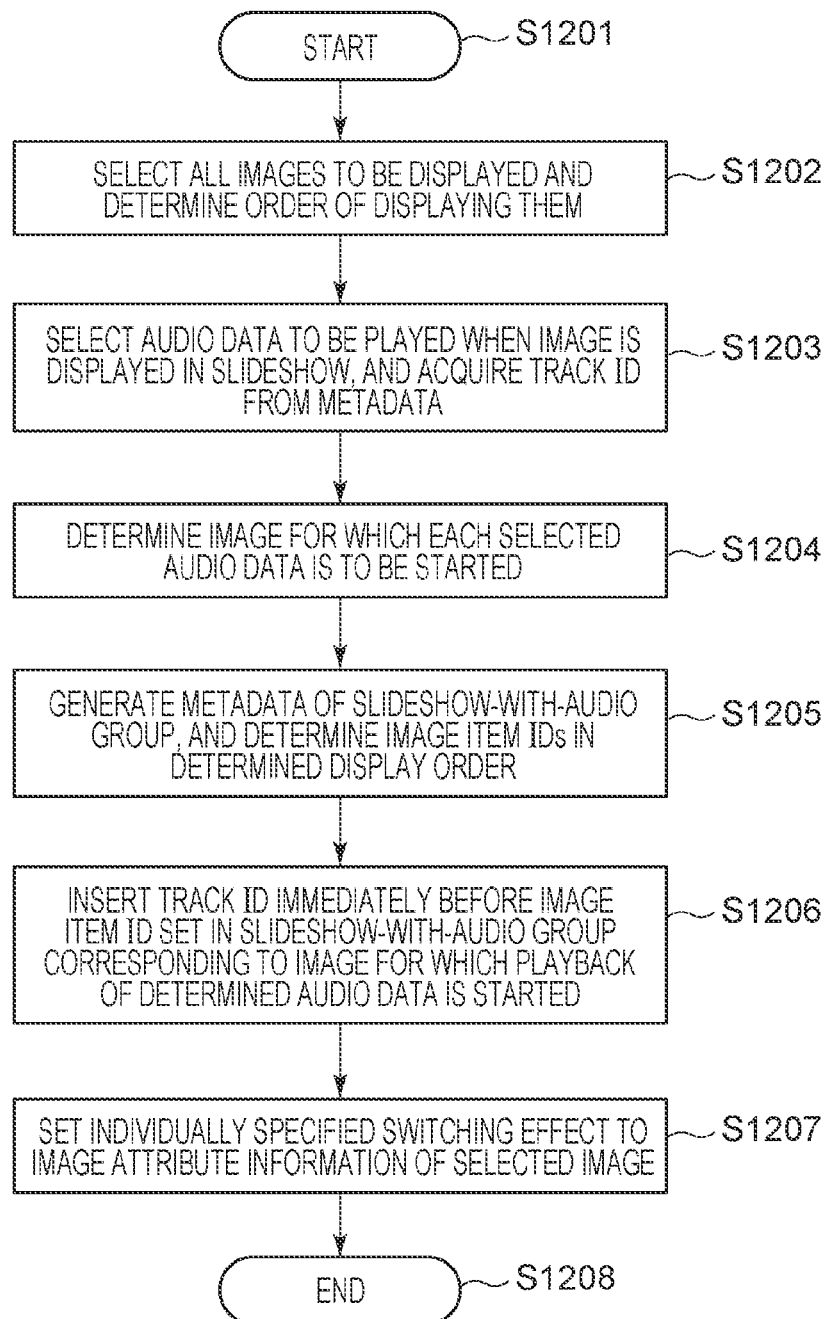 START
S1201
SELECT ALL IMAGES TO BE DISPLAYED AND
DETERMINE ORDER OF DISPLAYING THEM
S1202
SELECT AUDIO DATA TO BE PLAYED WHEN IMAGE IS
DISPLAYED IN SLIDESHOW, AND ACQUIRE TRACK ID
FROM METADATA
S1203
DETERMINE IMAGE FOR WHICH EACH SELECTED
AUDIO DATA IS TO BE STARTED
S1204
GENERATE METADATA OF SLIDESHOW-WITH-AUDIO
GROUP, AND DETERMINE IMAGE ITEM IDs IN
DETERMINED DISPLAY ORDER
S1205
INSERT TRACK ID IMMEDIATELY BEFORE IMAGE
ITEM ID SET IN SLIDESHOW-WITH-AUDIO GROUP
CORRESPONDING TO IMAGE FOR WHICH PLAYBACK
OF DETERMINED AUDIO DATA IS STARTED
S1206
SET INDIVIDUALLY SPECIFIED SWITCHING EFFECT TO
IMAGE ATTRIBUTE INFORMATION OF SELECTED IMAGE
S1207
END
S1208